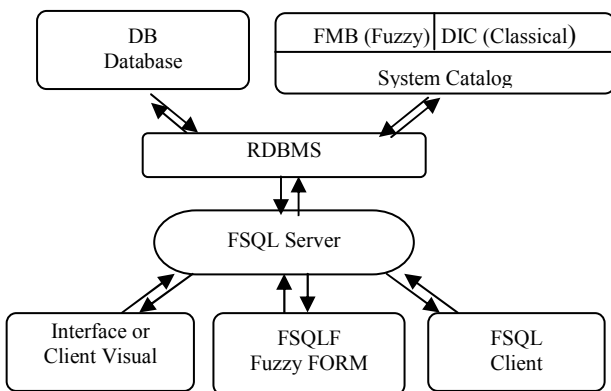 DB
Database
FMB (Fuzzy) DIC (Classical)
System Catalog
RDBMS
FSQL Server
Interface or
Client Visual
FSQLF
Fuzzy FORM
FSQL
Client